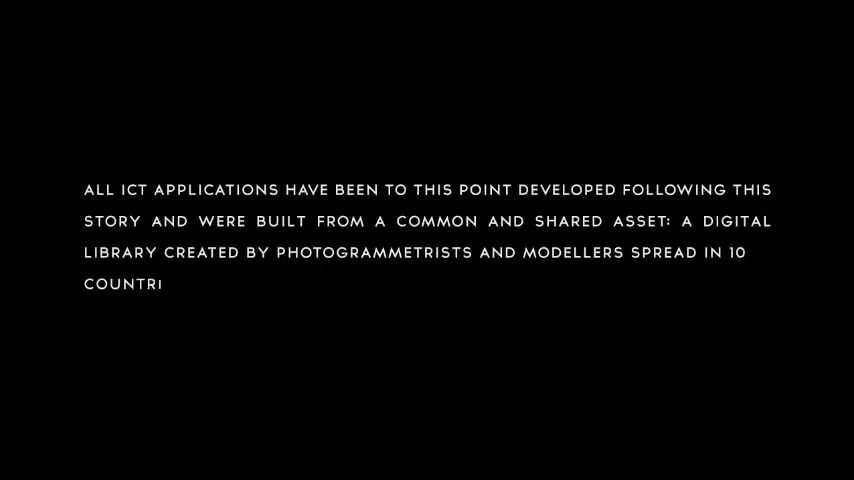 ALL ICT APPLICATIONS HAVE BEEN TO THIS POINT DEVELOPED FOLLOWING THIS
STORY AND WERE BUILT FROM A COMMON AND SHARED ASSET: A DIGITAL
LIBRARY CREATED BY PHOTOGRAMMETRISTS AND MODELLERS SPREAD IN 10
COUNTRI